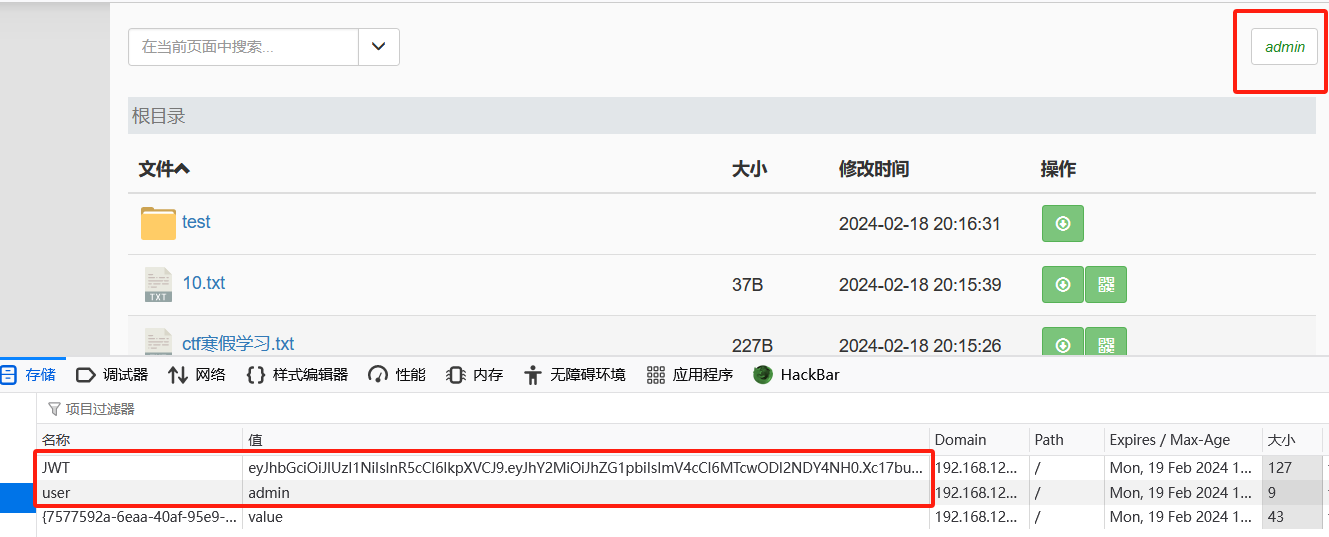 在当前页面中搜索...
admin
根目录
文件 大小 修改时间 操作
test 2024-02-18 20:16:31
10.txt 37B 2024-02-18 20:15:39
TXT
ctf寒假学习.txt 227B 2024-02-18 20:15:26
存储 调试器 网络 样式编辑器 性能 内存 无障碍环境 应用程序 HackBar
项目过滤器
名称 值 Domain Path Expires / Max-Age 大小
JWT eyJhbGciOiJIUzI1NiIsInR5cCI6IkpXVCJ9.eyJhY2MiOiJhZG1pbiIsImV4cCI6MTcwODI2NDY4NH0.Xc17bu... 192.168.12... / Mon, 19 Feb 2024 1... 127
user admin 192.168.12... / Mon, 19 Feb 2024 1... 9
{7577592a-6eaa-40af-95e9-... value 192.168.12... / Mon, 19 Feb 2024 1... 43